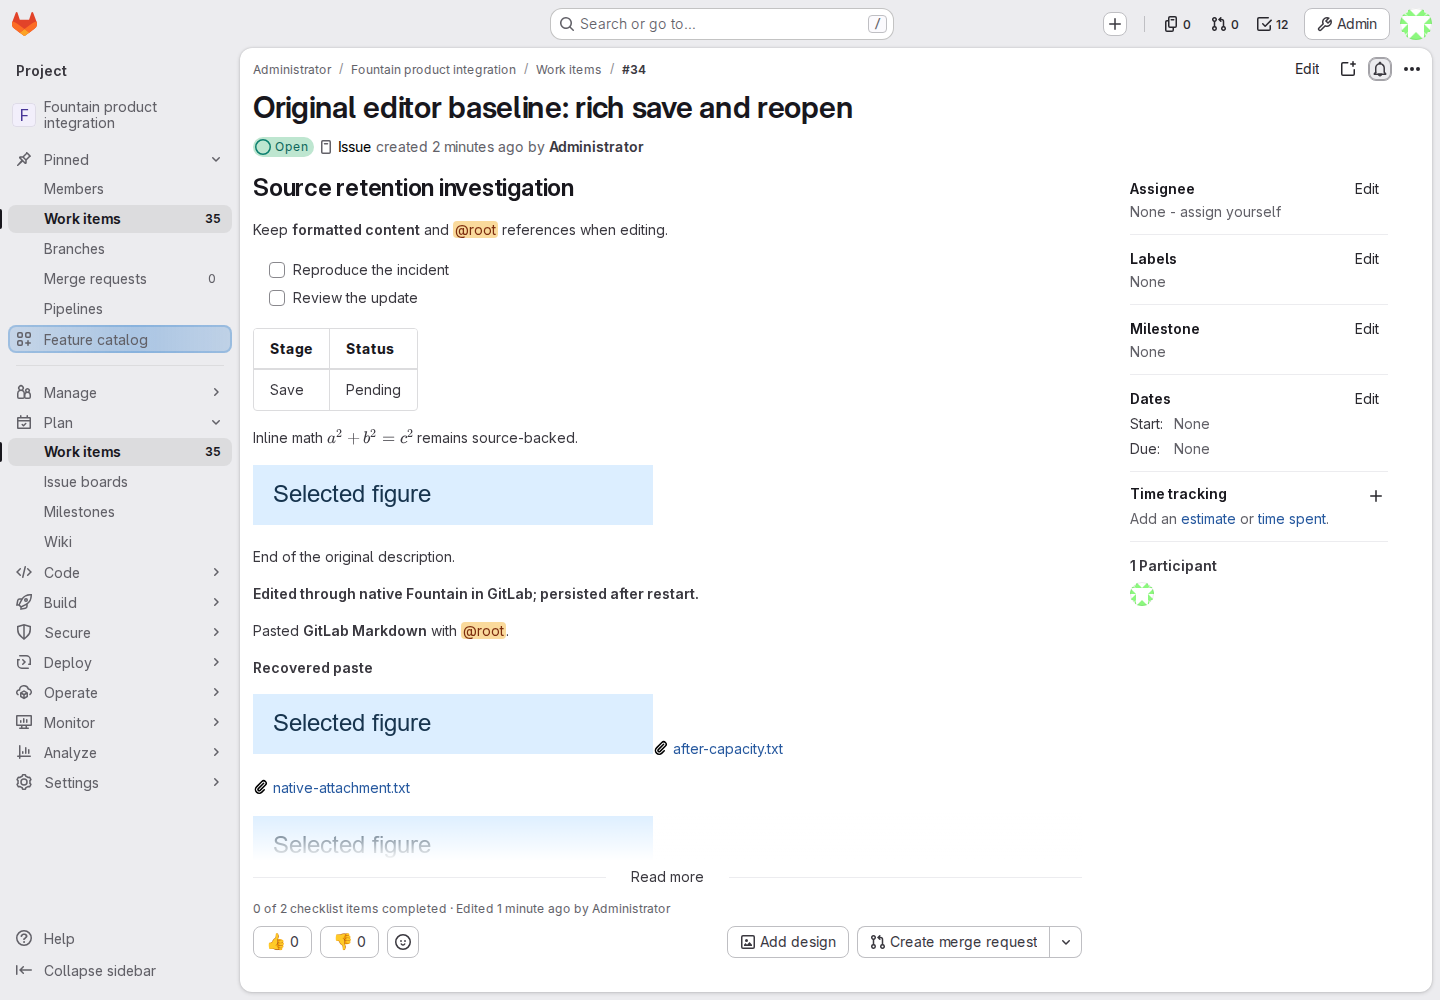 Search or go to... /
0
0
12
Admin
Project
F
Fountain product
integration
Pinned
Members
Work items 35
Branches
Merge requests 0
Pipelines
Feature catalog
Manage
Plan
Work items 35
Issue boards
Milestones
Wiki
Code
Build
Secure
Deploy
Operate
Monitor
Analyze
Settings
Help
Collapse sidebar
Administrator / Fountain product integration / Work items / #34
Edit
Original editor baseline: rich save and reopen
Open Issue created 2 minutes ago by Administrator
Source retention investigation
Keep formatted content and @root references when editing.
Reproduce the incident
Review the update
Stage Status
Save Pending
Inline math a² + b² = c² remains source-backed.
Selected figure
End of the original description.
Edited through native Fountain in GitLab; persisted after restart.
Pasted GitLab Markdown with @root.
Recovered paste
Selected figure
after-capacity.txt
native-attachment.txt
Selected figure
Read more
0 of 2 checklist items completed · Edited 1 minute ago by Administrator
👍 0
👎 0
Add design
Create merge request
Assignee Edit
None - assign yourself
Labels Edit
None
Milestone Edit
None
Dates Edit
Start: None
Due: None
Time tracking
Add an estimate or time spent.
1 Participant